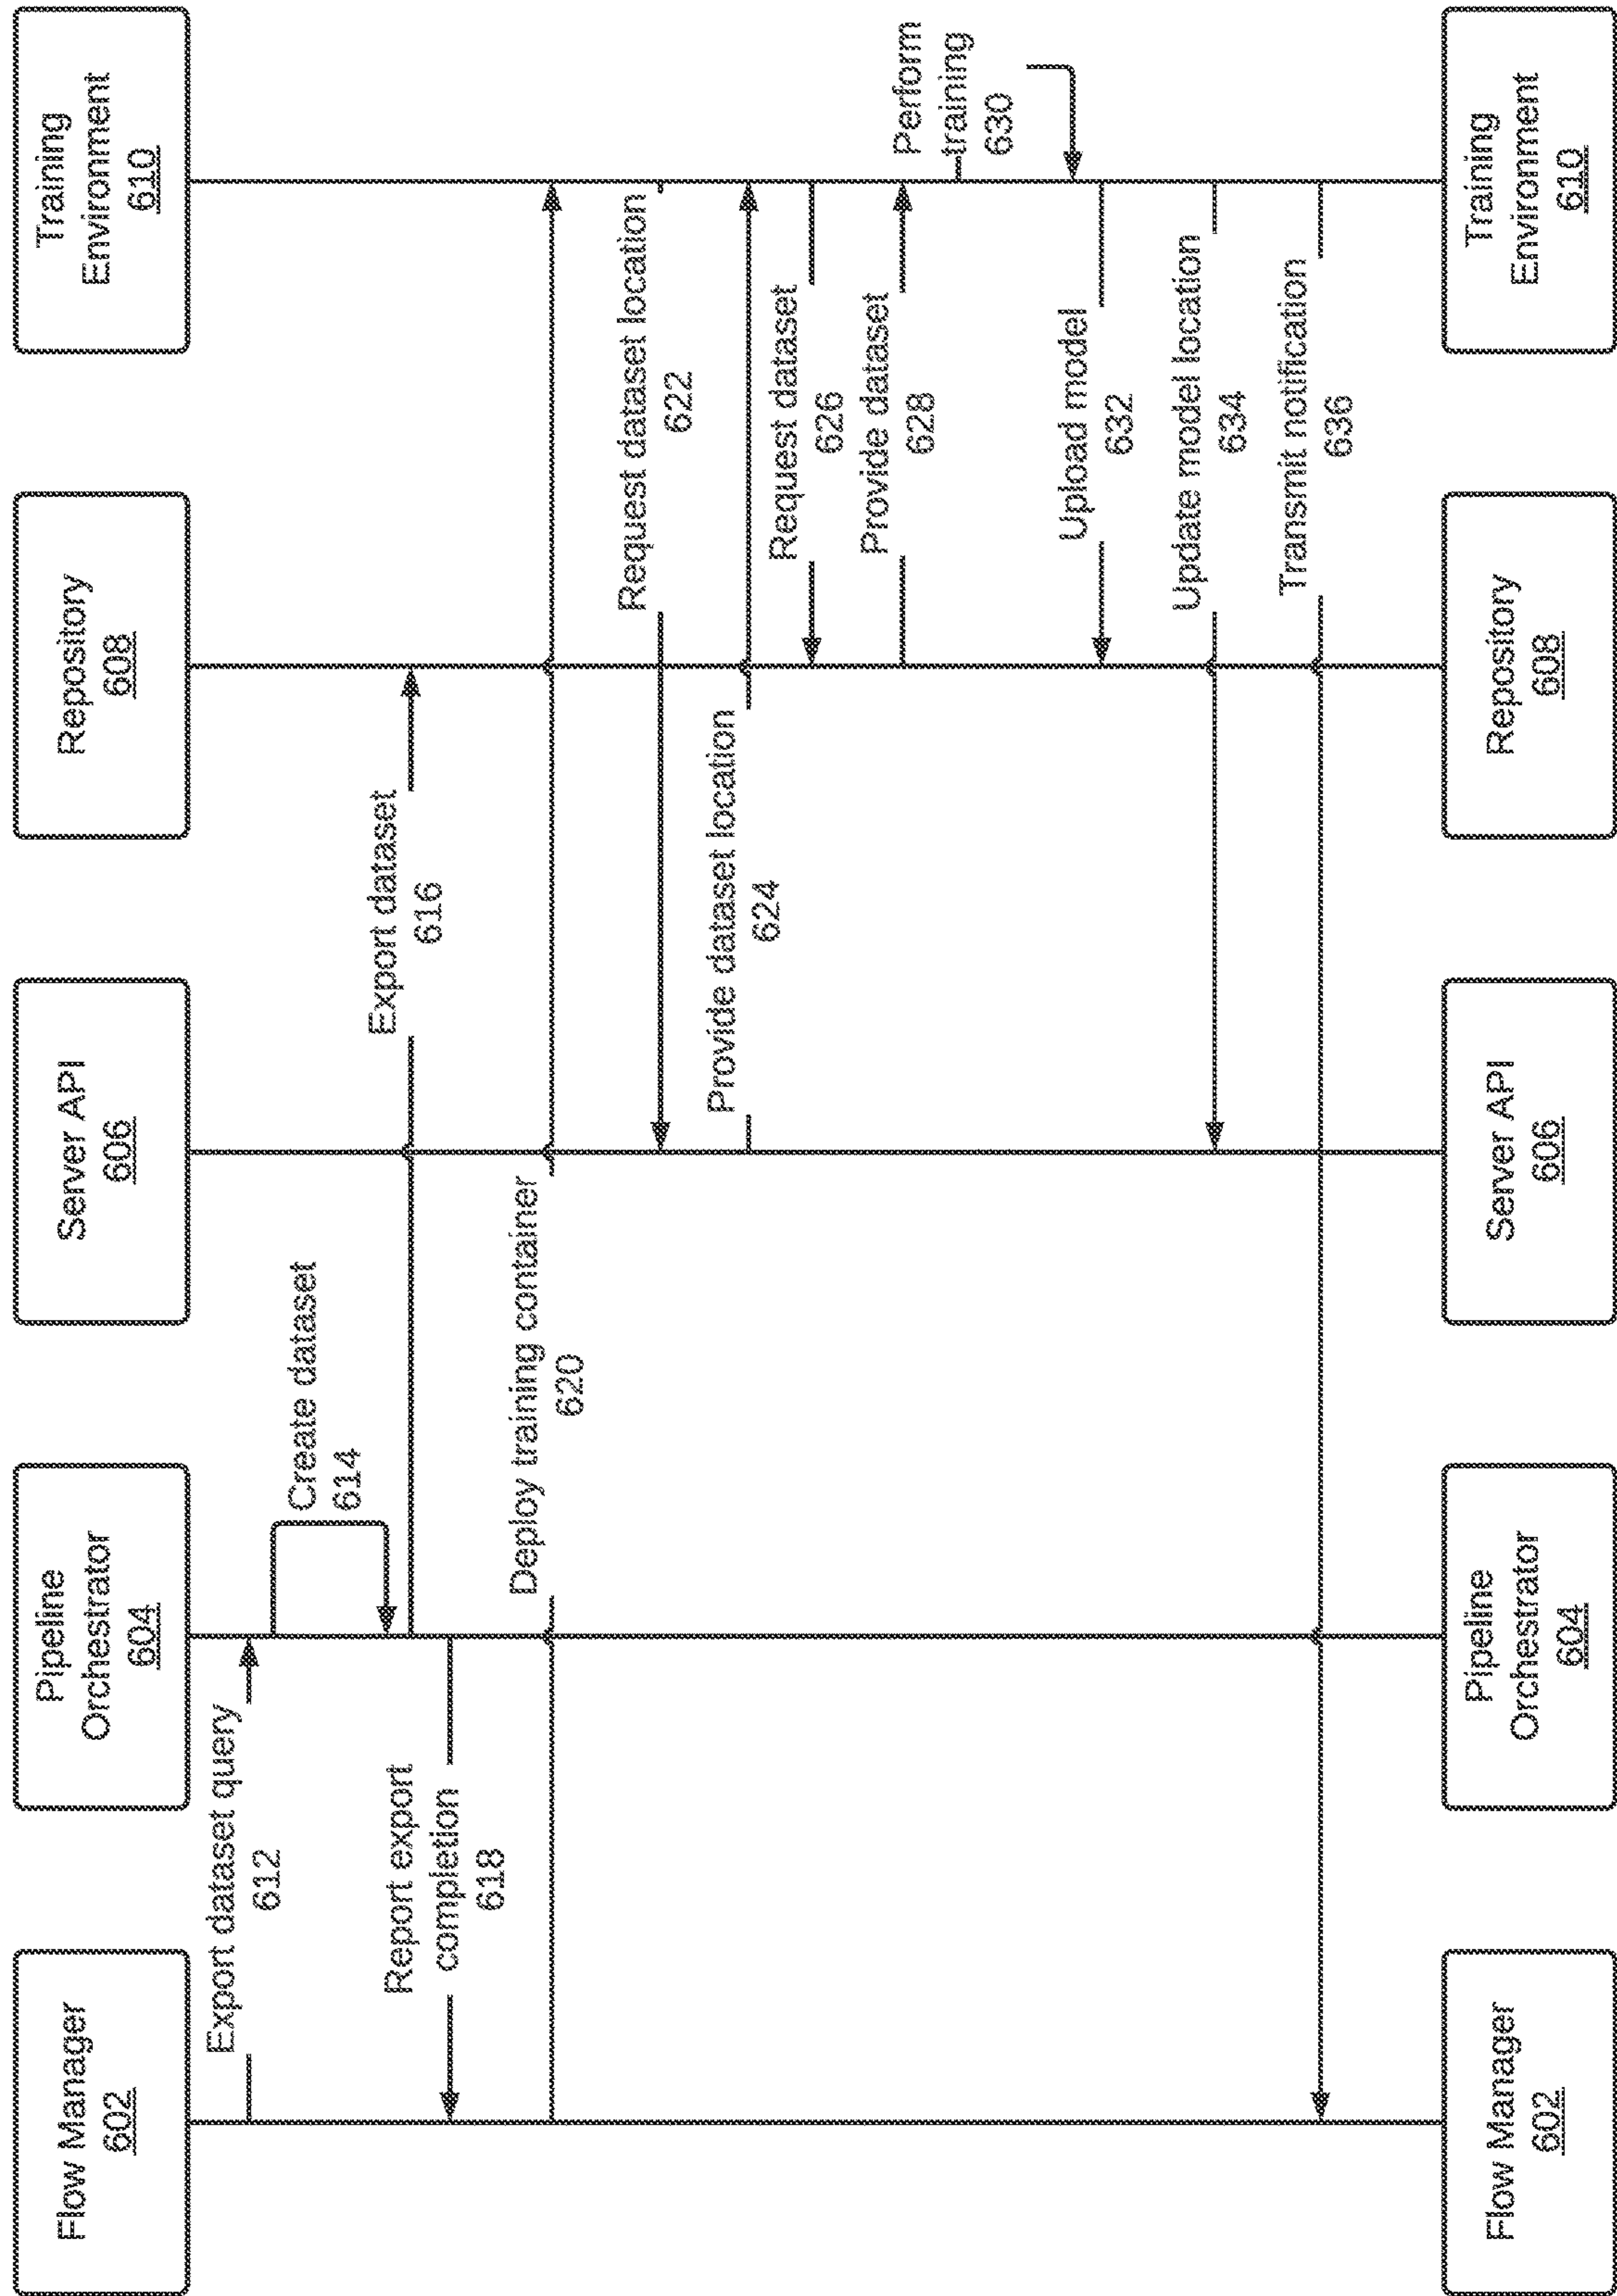 Flow Manager
602
Pipeline
Orchestrator
604
Server API
606
Repository
608
Training
Environment
610
Export dataset query
612
Create dataset
614
Export dataset
616
Report export
completion
618
Deploy training container
620
Request dataset location
622
Provide dataset location
624
Request dataset
626
Provide dataset
628
Perform
training
630
Upload model
632
Update model location
634
Transmit notification
636
Flow Manager
602
Pipeline
Orchestrator
604
Server API
606
Repository
608
Training
Environment
610